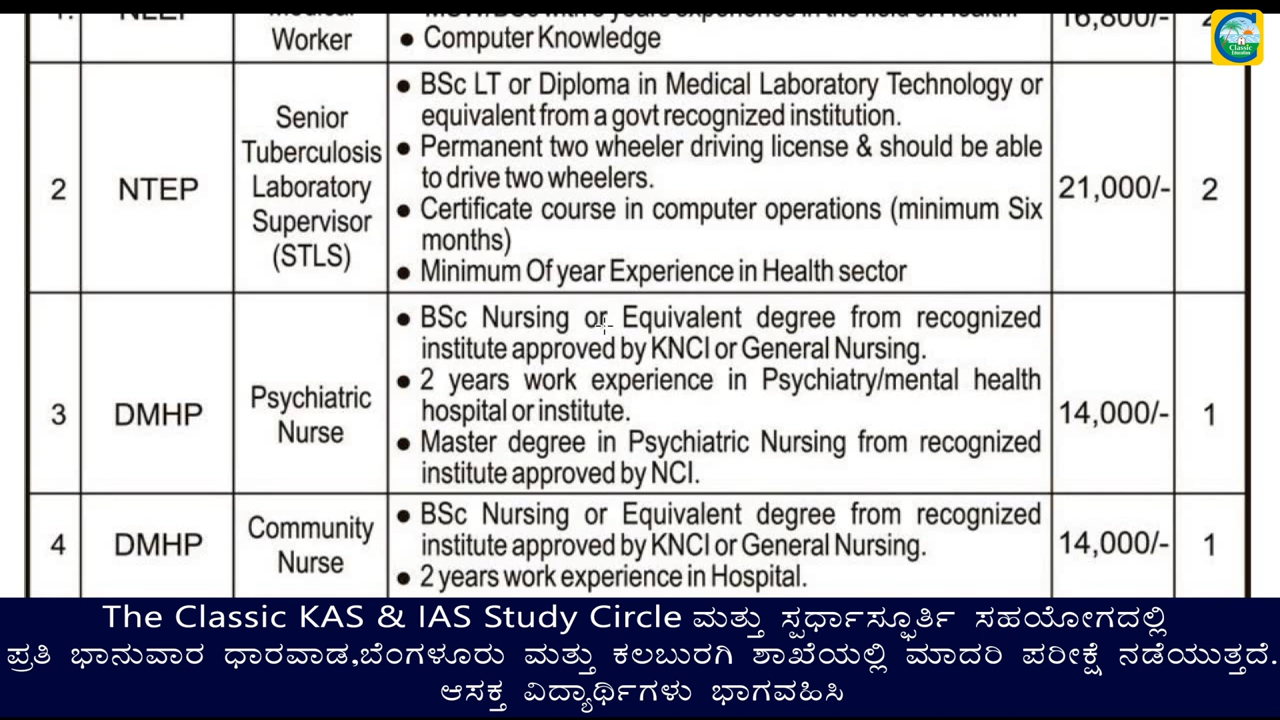 Worker
● Computer Knowledge
16,800/-
Classic
Education
2
NTEP
Senior
Tuberculosis
Laboratory
Supervisor
(STLS)
● BSc LT or Diploma in Medical Laboratory Technology or
equivalent from a govt recognized institution.
● Permanent two wheeler driving license & should be able
to drive two wheelers.
● Certificate course in computer operations (minimum Six
months)
● Minimum Of year Experience in Health sector
21,000/-
2
3
DMHP
Psychiatric
Nurse
● BSc Nursing or Equivalent degree from recognized
institute approved by KNCI or General Nursing.
● 2 years work experience in Psychiatry/mental health
hospital or institute.
● Master degree in Psychiatric Nursing from recognized
institute approved by NCI.
14,000/-
1
4
DMHP
Community
Nurse
● BSc Nursing or Equivalent degree from recognized
institute approved by KNCI or General Nursing.
● 2 years work experience in Hospital.
14,000/-
1
The Classic KAS & IAS Study Circle ಮತ್ತು ಸ್ಪರ್ಧಾಸ್ಫೂರ್ತಿ ಸಹಯೋಗದಲ್ಲಿ
ಪ್ರತಿ ಭಾನುವಾರ ಧಾರವಾಡ,ಬೆಂಗಳೂರು ಮತ್ತು ಕಲಬುರಗಿ ಶಾಖೆಯಲ್ಲಿ ಮಾದರಿ ಪರೀಕ್ಷೆ ನಡೆಯುತ್ತದೆ.
ಆಸಕ್ತ ವಿದ್ಯಾರ್ಥಿಗಳು ಭಾಗವಹಿಸಿ